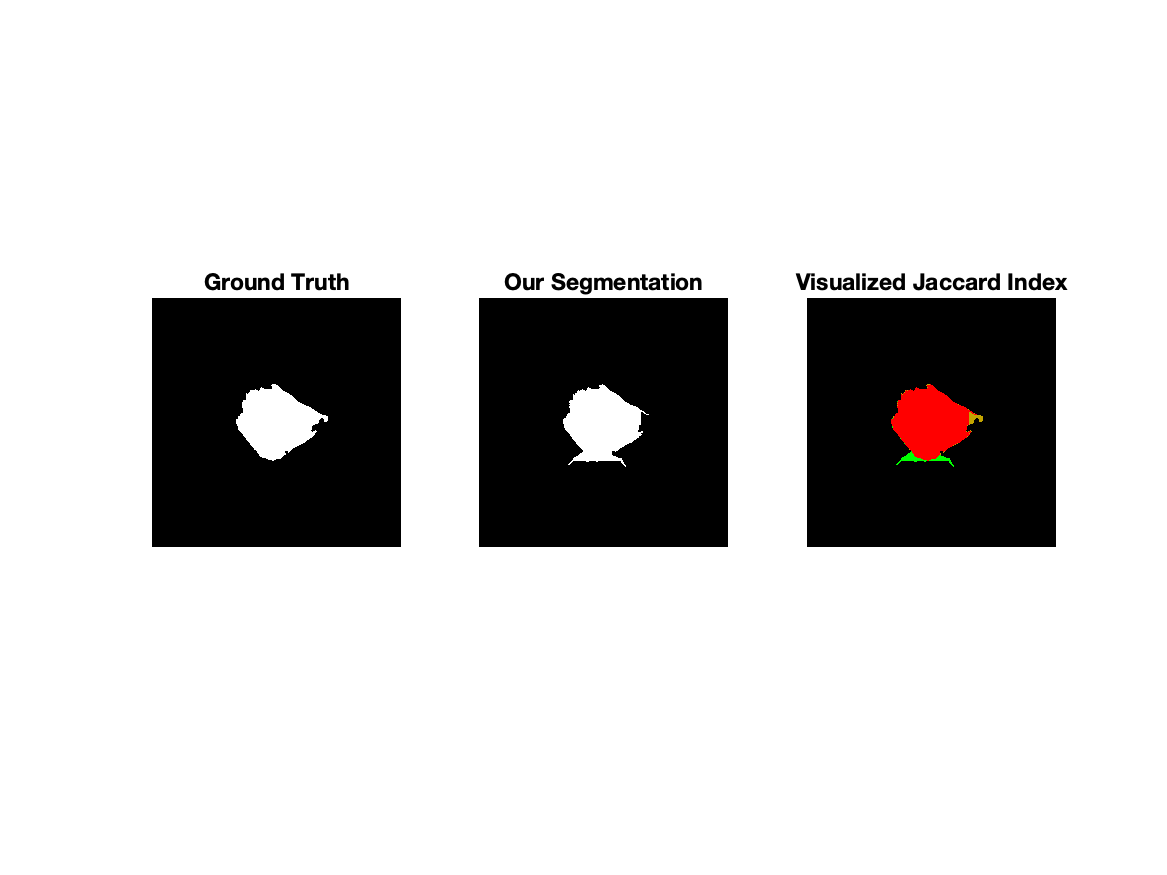 Ground Truth
Our Segmentation
Visualized Jaccard Index